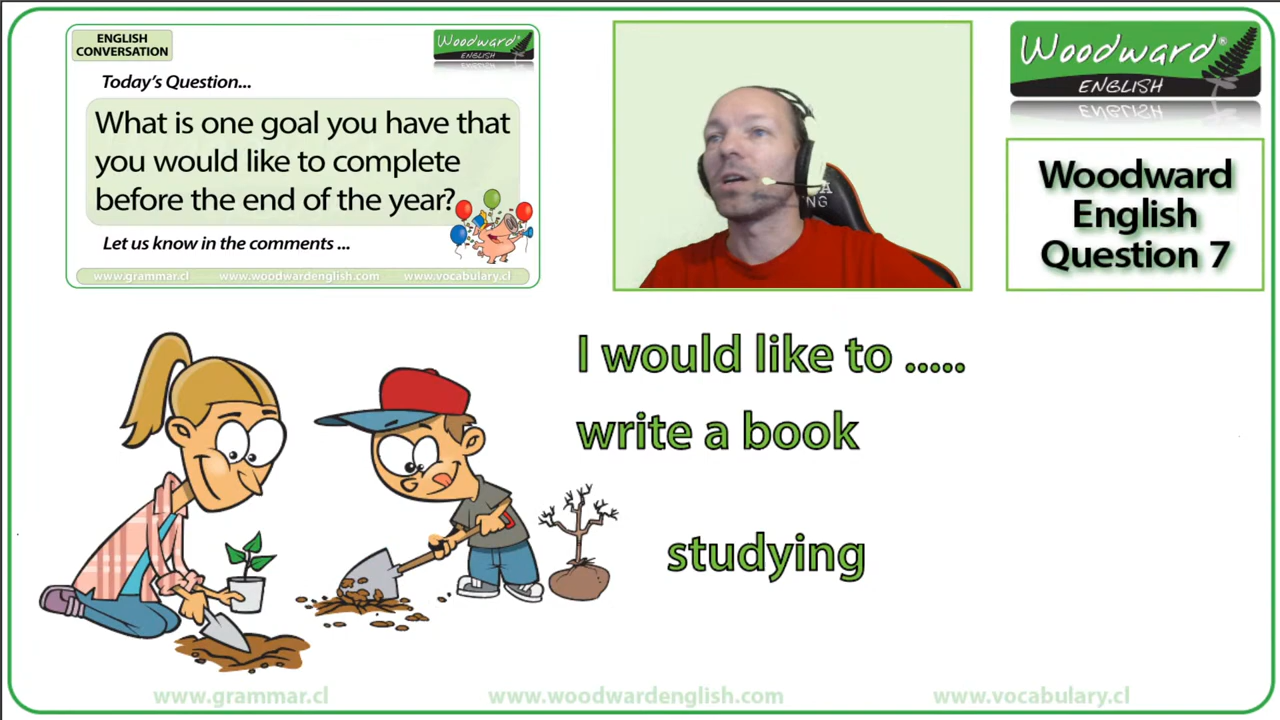 ENGLISH
CONVERSATION
Woodward
ENGLISH
Today's Question...
What is one goal you have that
you would like to complete
before the end of the year?
Let us know in the comments ...
www.grammar.cl www.woodwardenglish.com www.vocabulary.cl
Woodward®
ENGLISH
Woodward
English
Question 7
I would like to .....
write a book
studying
www.grammar.cl www.woodwardenglish.com www.vocabulary.cl